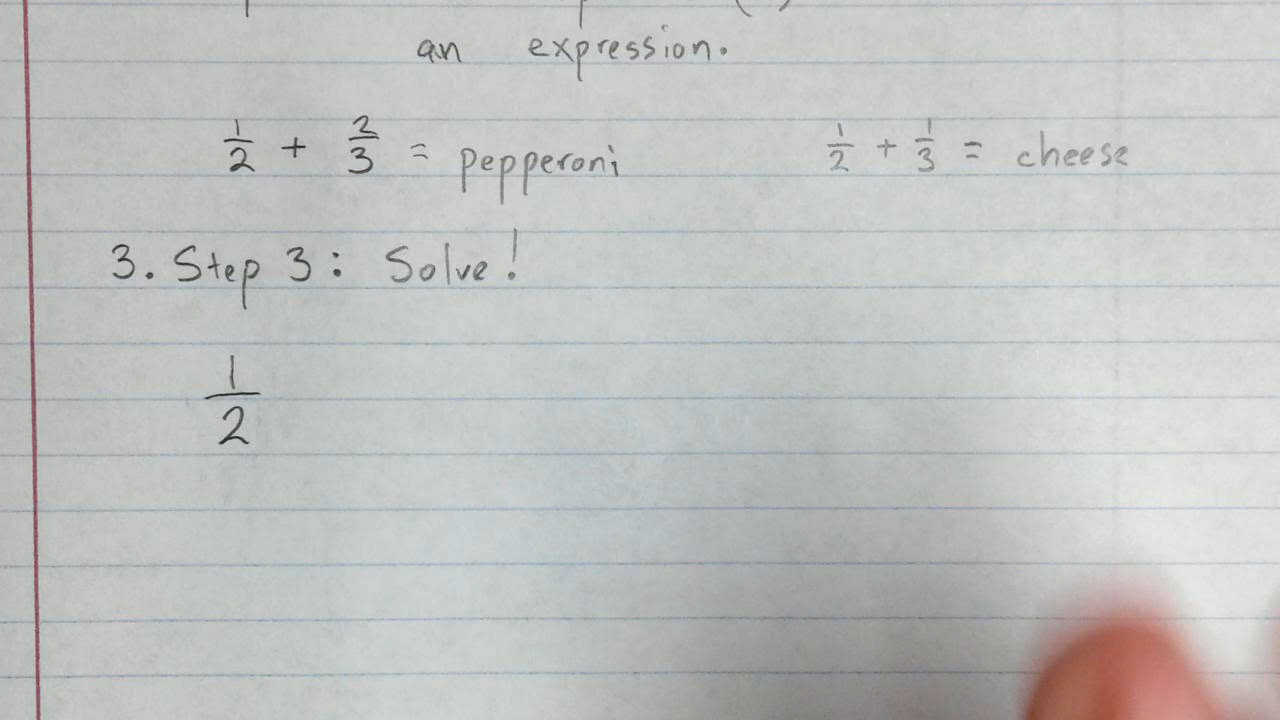 an expression.
1/2 + 2/3 = pepperoni 1/2 + 1/3 = cheese
3. Step 3: Solve!
1/2